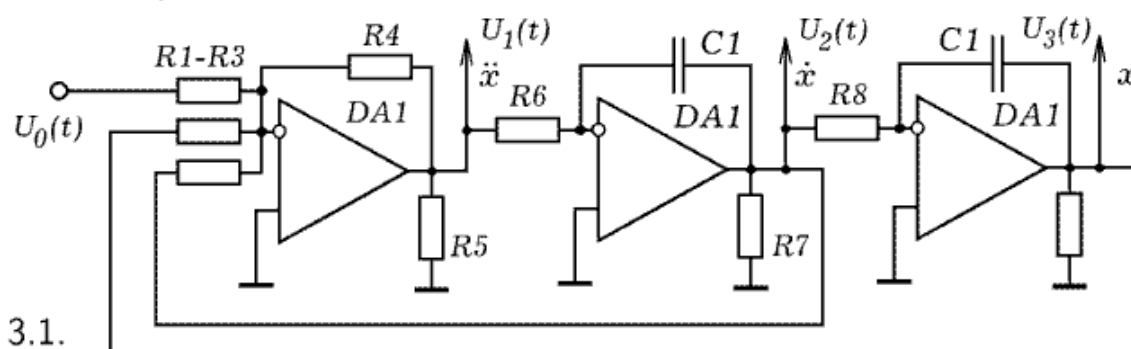 R4
U₁(t)
C1
U₂(t)
C1
U₃(t)
R1-R3
ẍ
ẋ
x
R6
R8
DA1
DA1
DA1
U₀(t)
R5
R7
3.1.